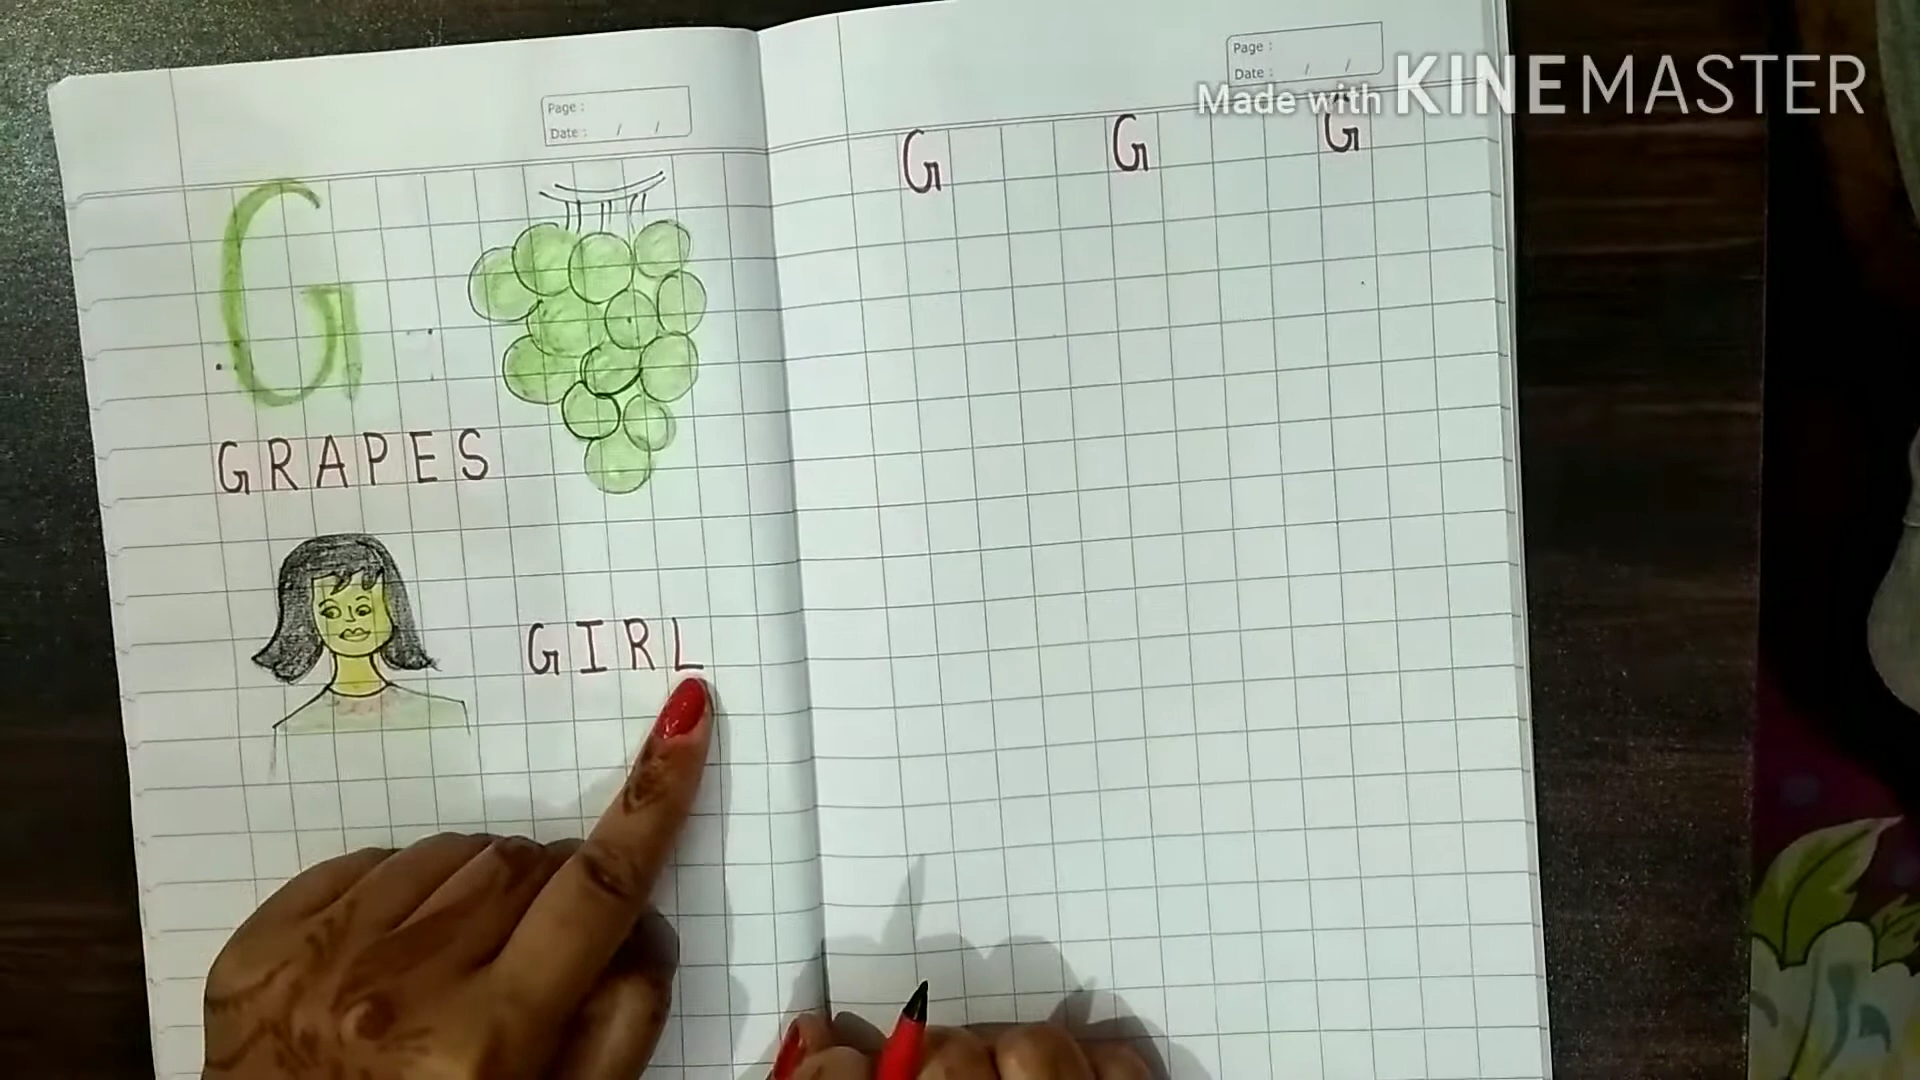 Page :
Date : / /
G
GRAPES
GIRL
Page :
Date : / /
Made with KINEMASTER
G G G